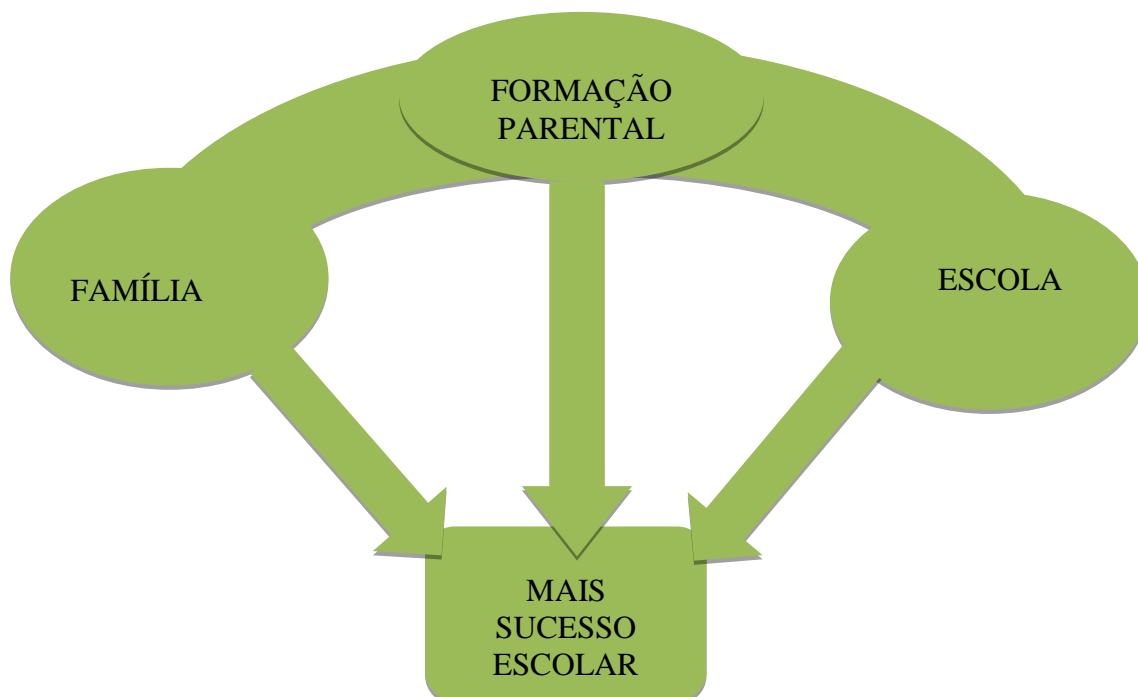 FORMAÇÃO
PARENTAL
FAMÍLIA
ESCOLA
MAIS
SUCESSO
ESCOLAR